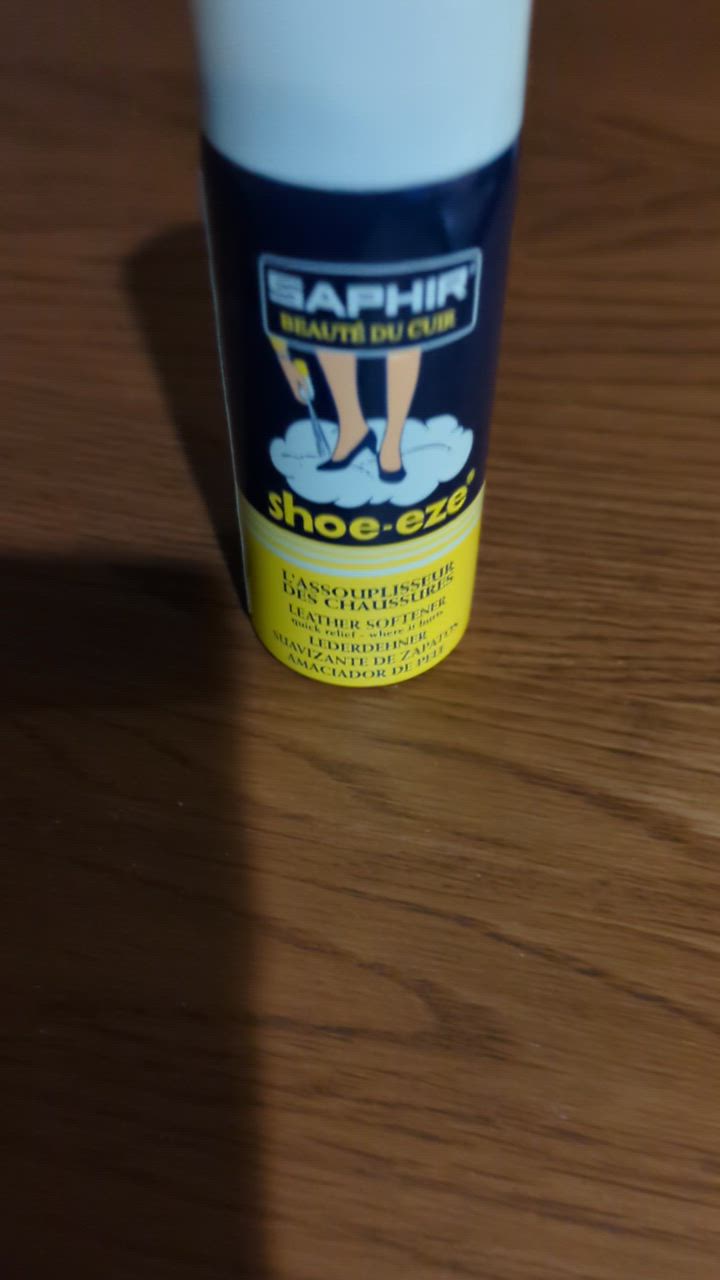 SAPHIR
BEAUTÉ DU CUIR
shoe-eze
L'ASSOUPLISSEUR
DES CHAUSSURES
LEATHER SOFTENER
quick relief - where it hurts
LEDERDEHNER
SUAVIZANTE DE ZAPATOS
AMACIADOR DE PELE